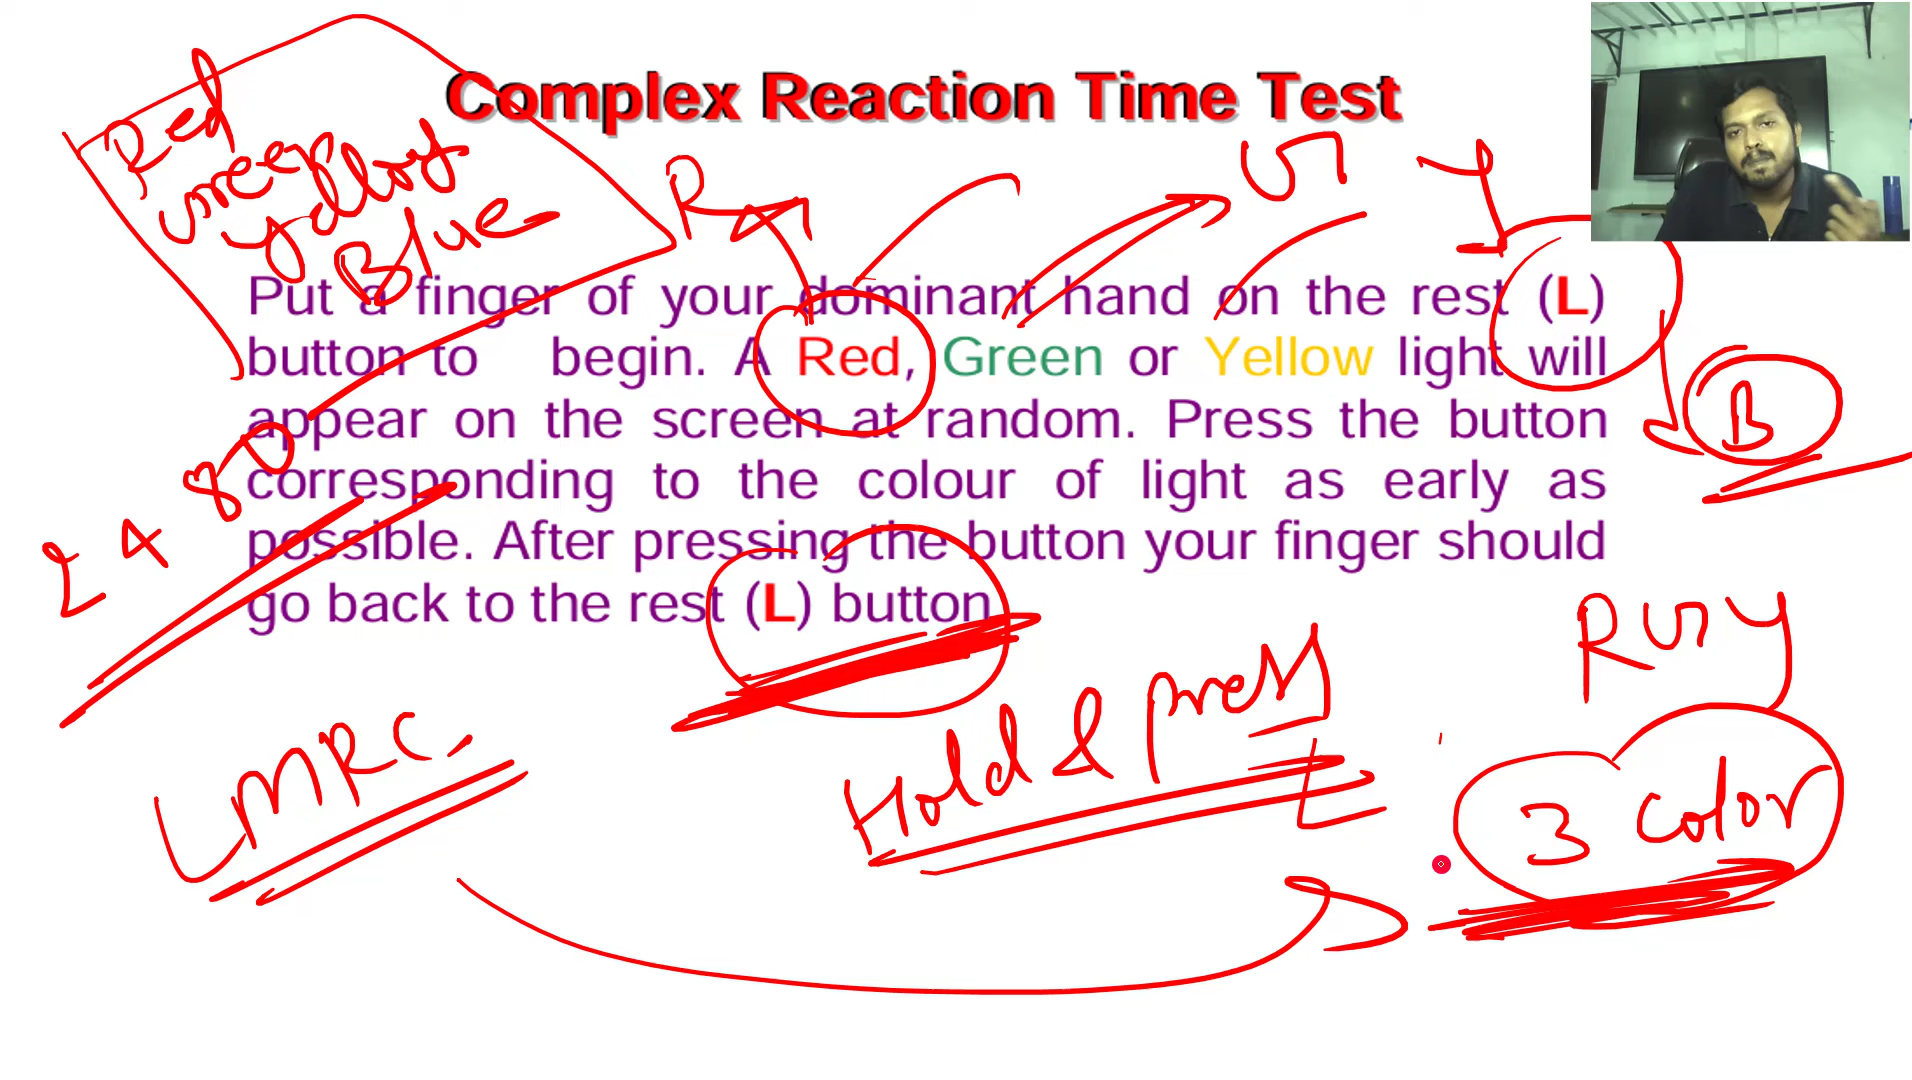 Complex Reaction Time Test
Red
Green
yellow
Blue
R
G
Y
Put a finger of your dominant hand on the rest (L)
button to begin. A Red, Green or Yellow light will
appear on the screen at random. Press the button
corresponding to the colour of light as early as
possible. After pressing the button your finger should
go back to the rest (L) button
B
2480
RGY
LMRC
Hold & press
L
3 color